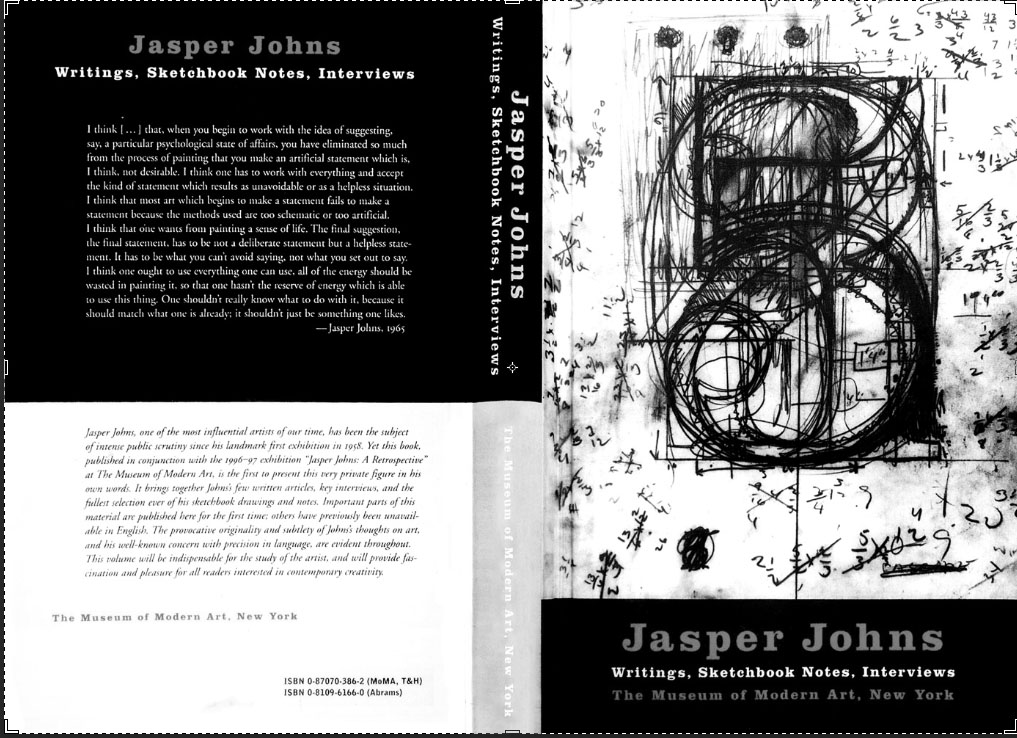 Jasper Johns
Writings, Sketchbook Notes, Interviews
I think [...] that, when you begin to work with the idea of suggesting,
say, a particular psychological state of affairs, you have eliminated so much
from the process of painting that you make an artificial statement which is,
I think, not desirable. I think one has to work with everything and accept
the kind of statement which results as unavoidable or as a helpless situation.
I think that most art which begins to make a statement fails to make a
statement because the methods used are too schematic or too artificial.
I think that one wants from painting a sense of life. The final suggestion,
the final statement, has to be not a deliberate statement but a helpless state-
ment. It has to be what you can't avoid saying, not what you set out to say.
I think one ought to use everything one can use, all of the energy should be
wasted in painting it, so that one hasn't the reserve of energy which is able
to use this thing. One shouldn't really know what to do with it, because it
should match what one is already; it shouldn't just be something one likes.
—Jasper Johns, 1965
Jasper Johns, one of the most influential artists of our time, has been the subject
of intense public scrutiny since his landmark first exhibition in 1958. Yet this book,
published in conjunction with the 1996–97 exhibition "Jasper Johns: A Retrospective"
at The Museum of Modern Art, is the first to present this very private figure in his
own words. It brings together Johns's few written articles, key interviews, and the
fullest selection ever of his sketchbook drawings and notes. Important parts of this
material are published here for the first time; others have previously been unavail-
able in English. The provocative originality and subtlety of Johns's thoughts on art,
and his well-known concern with precision in language, are evident throughout.
This volume will be indispensable for the study of the artist, and will provide fas-
cination and pleasure for all readers interested in contemporary creativity.
The Museum of Modern Art, New York
ISBN 0-87070-386-2 (MoMA, T&H)
ISBN 0-8109-6166-0 (Abrams)
Jasper Johns
Writings, Sketchbook Notes, Interviews
The Museum of Modern Art, New York
Jasper Johns
Writings, Sketchbook Notes, Interviews
The Museum of Modern Art, New York